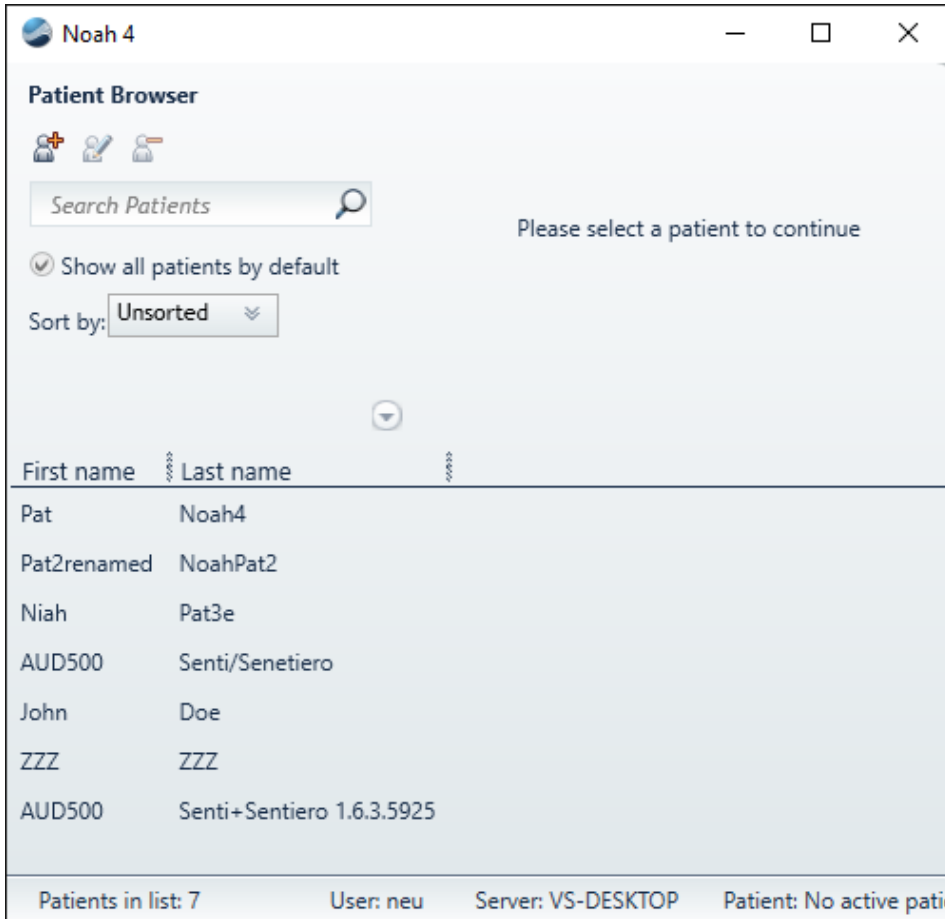 Noah 4
Patient Browser
Search Patients
Please select a patient to continue
Show all patients by default
Sort by: Unsorted
First name Last name
Pat Noah4
Pat2renamed NoahPat2
Niah Pat3e
AUD500 Senti/Senetiero
John Doe
ZZZ ZZZ
AUD500 Senti+Sentiero 1.6.3.5925
Patients in list: 7 User: neu Server: VS-DESKTOP Patient: No active pati